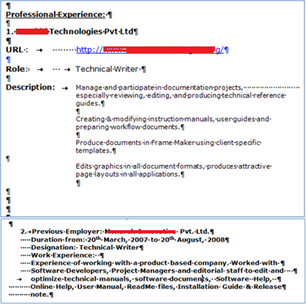 Professional Experience:
1. Technologies Pvt Ltd
URL: http:// g/
Role: Technical Writer
Description: Manage and participate in documentation projects,
especially reviewing, editing, and producing technical reference
guides.
Creating & modifying instruction manuals, user guides and
preparing workflow documents.
Produce documents in Frame Maker using client specific
templates.
Edits graphics in all document formats, produces attractive
page layouts in all applications.
2. Previous Employer: Pvt. Ltd.
Duration from: 20th March, 2007 to 20th August, 2008
Designation: Technical Writer
Work Experience:
Experience of working with a product based company. Worked with
Software Developers, Project Managers and editorial staff to edit and
optimize technical manuals, software documents, Software Help,
Online Help, User Manual, ReadMe files, Installation Guide & Release
note.